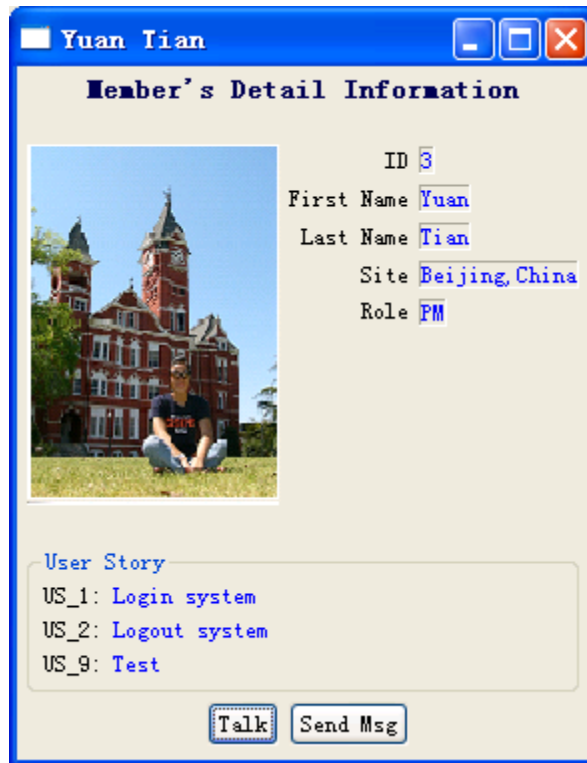 Yuan Tian
Member's Detail Information
ID 3
First Name Yuan
Last Name Tian
Site Beijing,China
Role PM
User Story
US_1: Login system
US_2: Logout system
US_9: Test
Talk Send Msg